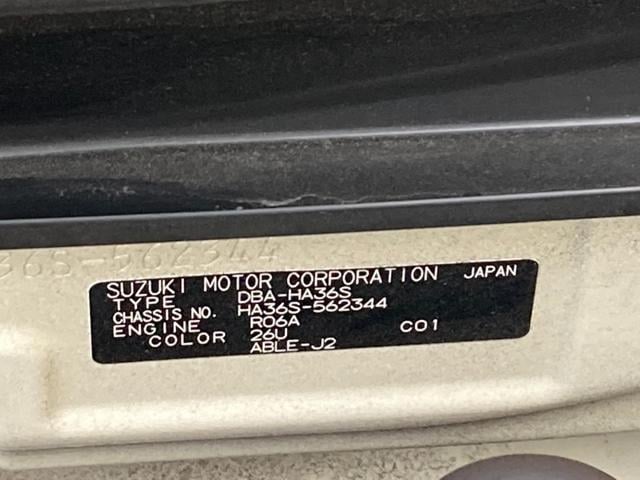 36S-562344
SUZUKI MOTOR CORPORATION JAPAN
TYPE DBA-HA36S
CHASSIS NO. HA36S-562344
ENGINE R06A
COLOR 26U C01
ABLE-J2